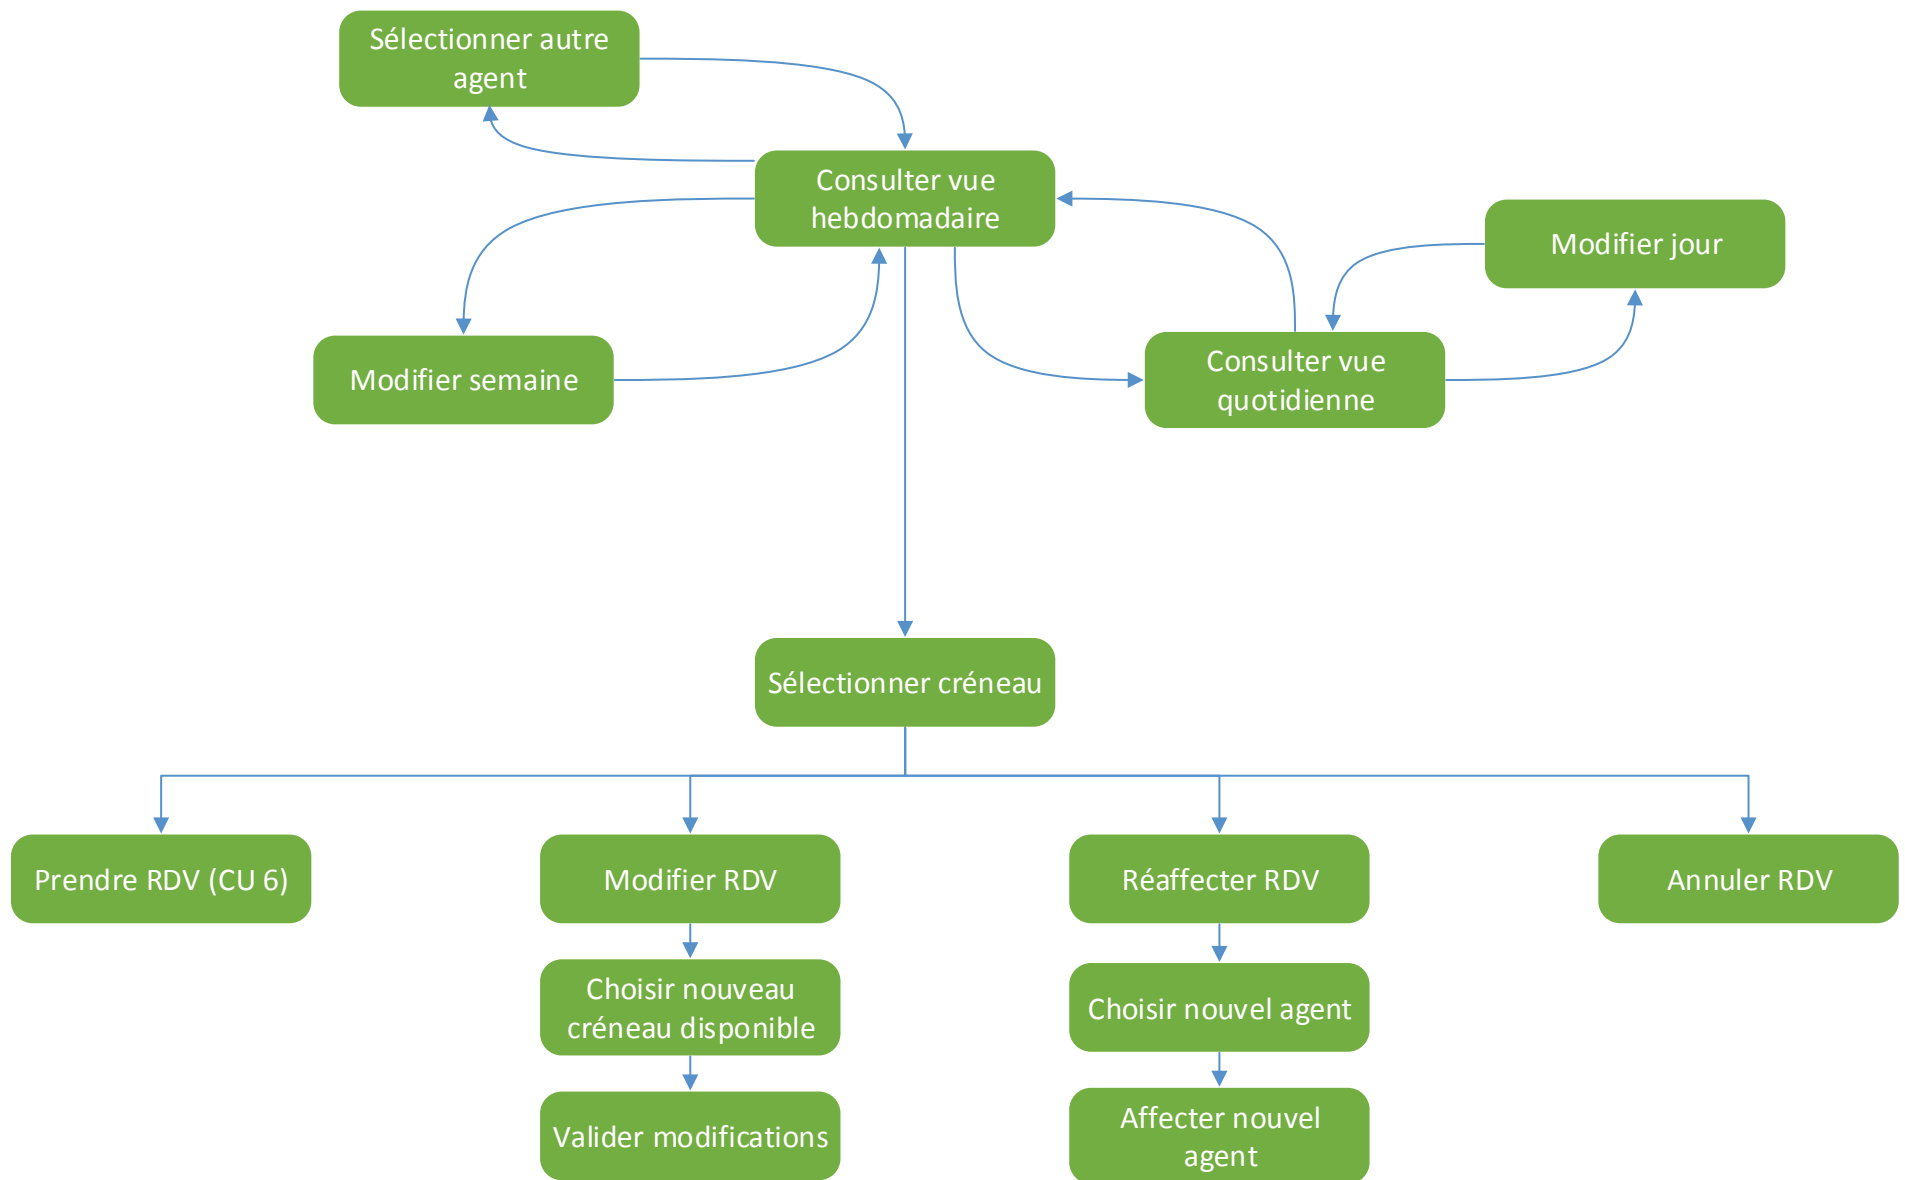 Sélectionner autre
agent
Consulter vue
hebdomadaire
Modifier jour
Modifier semaine
Consulter vue
quotidienne
Sélectionner créneau
Prendre RDV (CU 6)
Modifier RDV
Réaffecter RDV
Annuler RDV
Choisir nouveau
créneau disponible
Choisir nouvel agent
Valider modifications
Affecter nouvel
agent